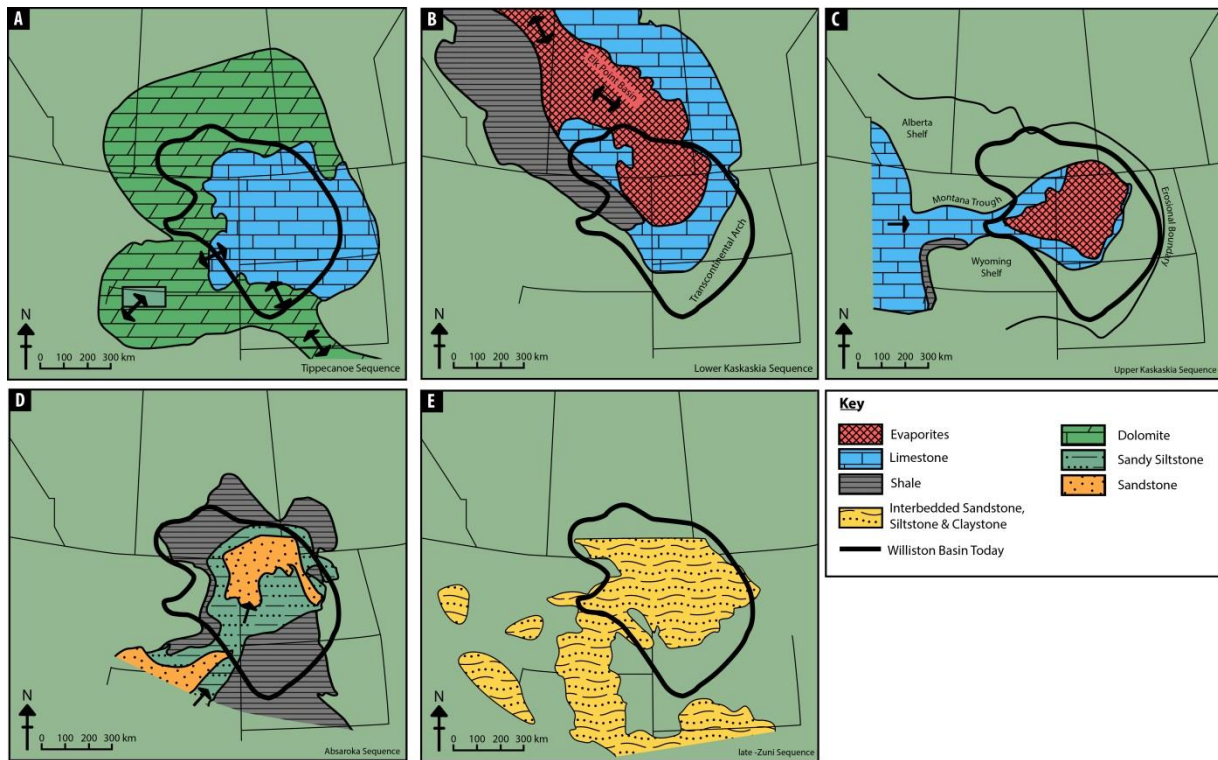 A
N
0 100 200 300 km
Tippecanoe Sequence
B
Elk Point Basin
Transcontinental Arch
N
0 100 200 300 km
Lower Kaskaskia Sequence
C
Alberta
Shelf
Montana Trough
Wyoming
Shelf
Erosional Boundary
N
0 100 200 300 km
Upper Kaskaskia Sequence
D
N
0 100 200 300 km
Absaroka Sequence
E
N
0 100 200 300 km
late -Zuni Sequence
Key
Evaporites
Limestone
Shale
Interbedded Sandstone,
Siltstone & Claystone
Williston Basin Today
Dolomite
Sandy Siltstone
Sandstone